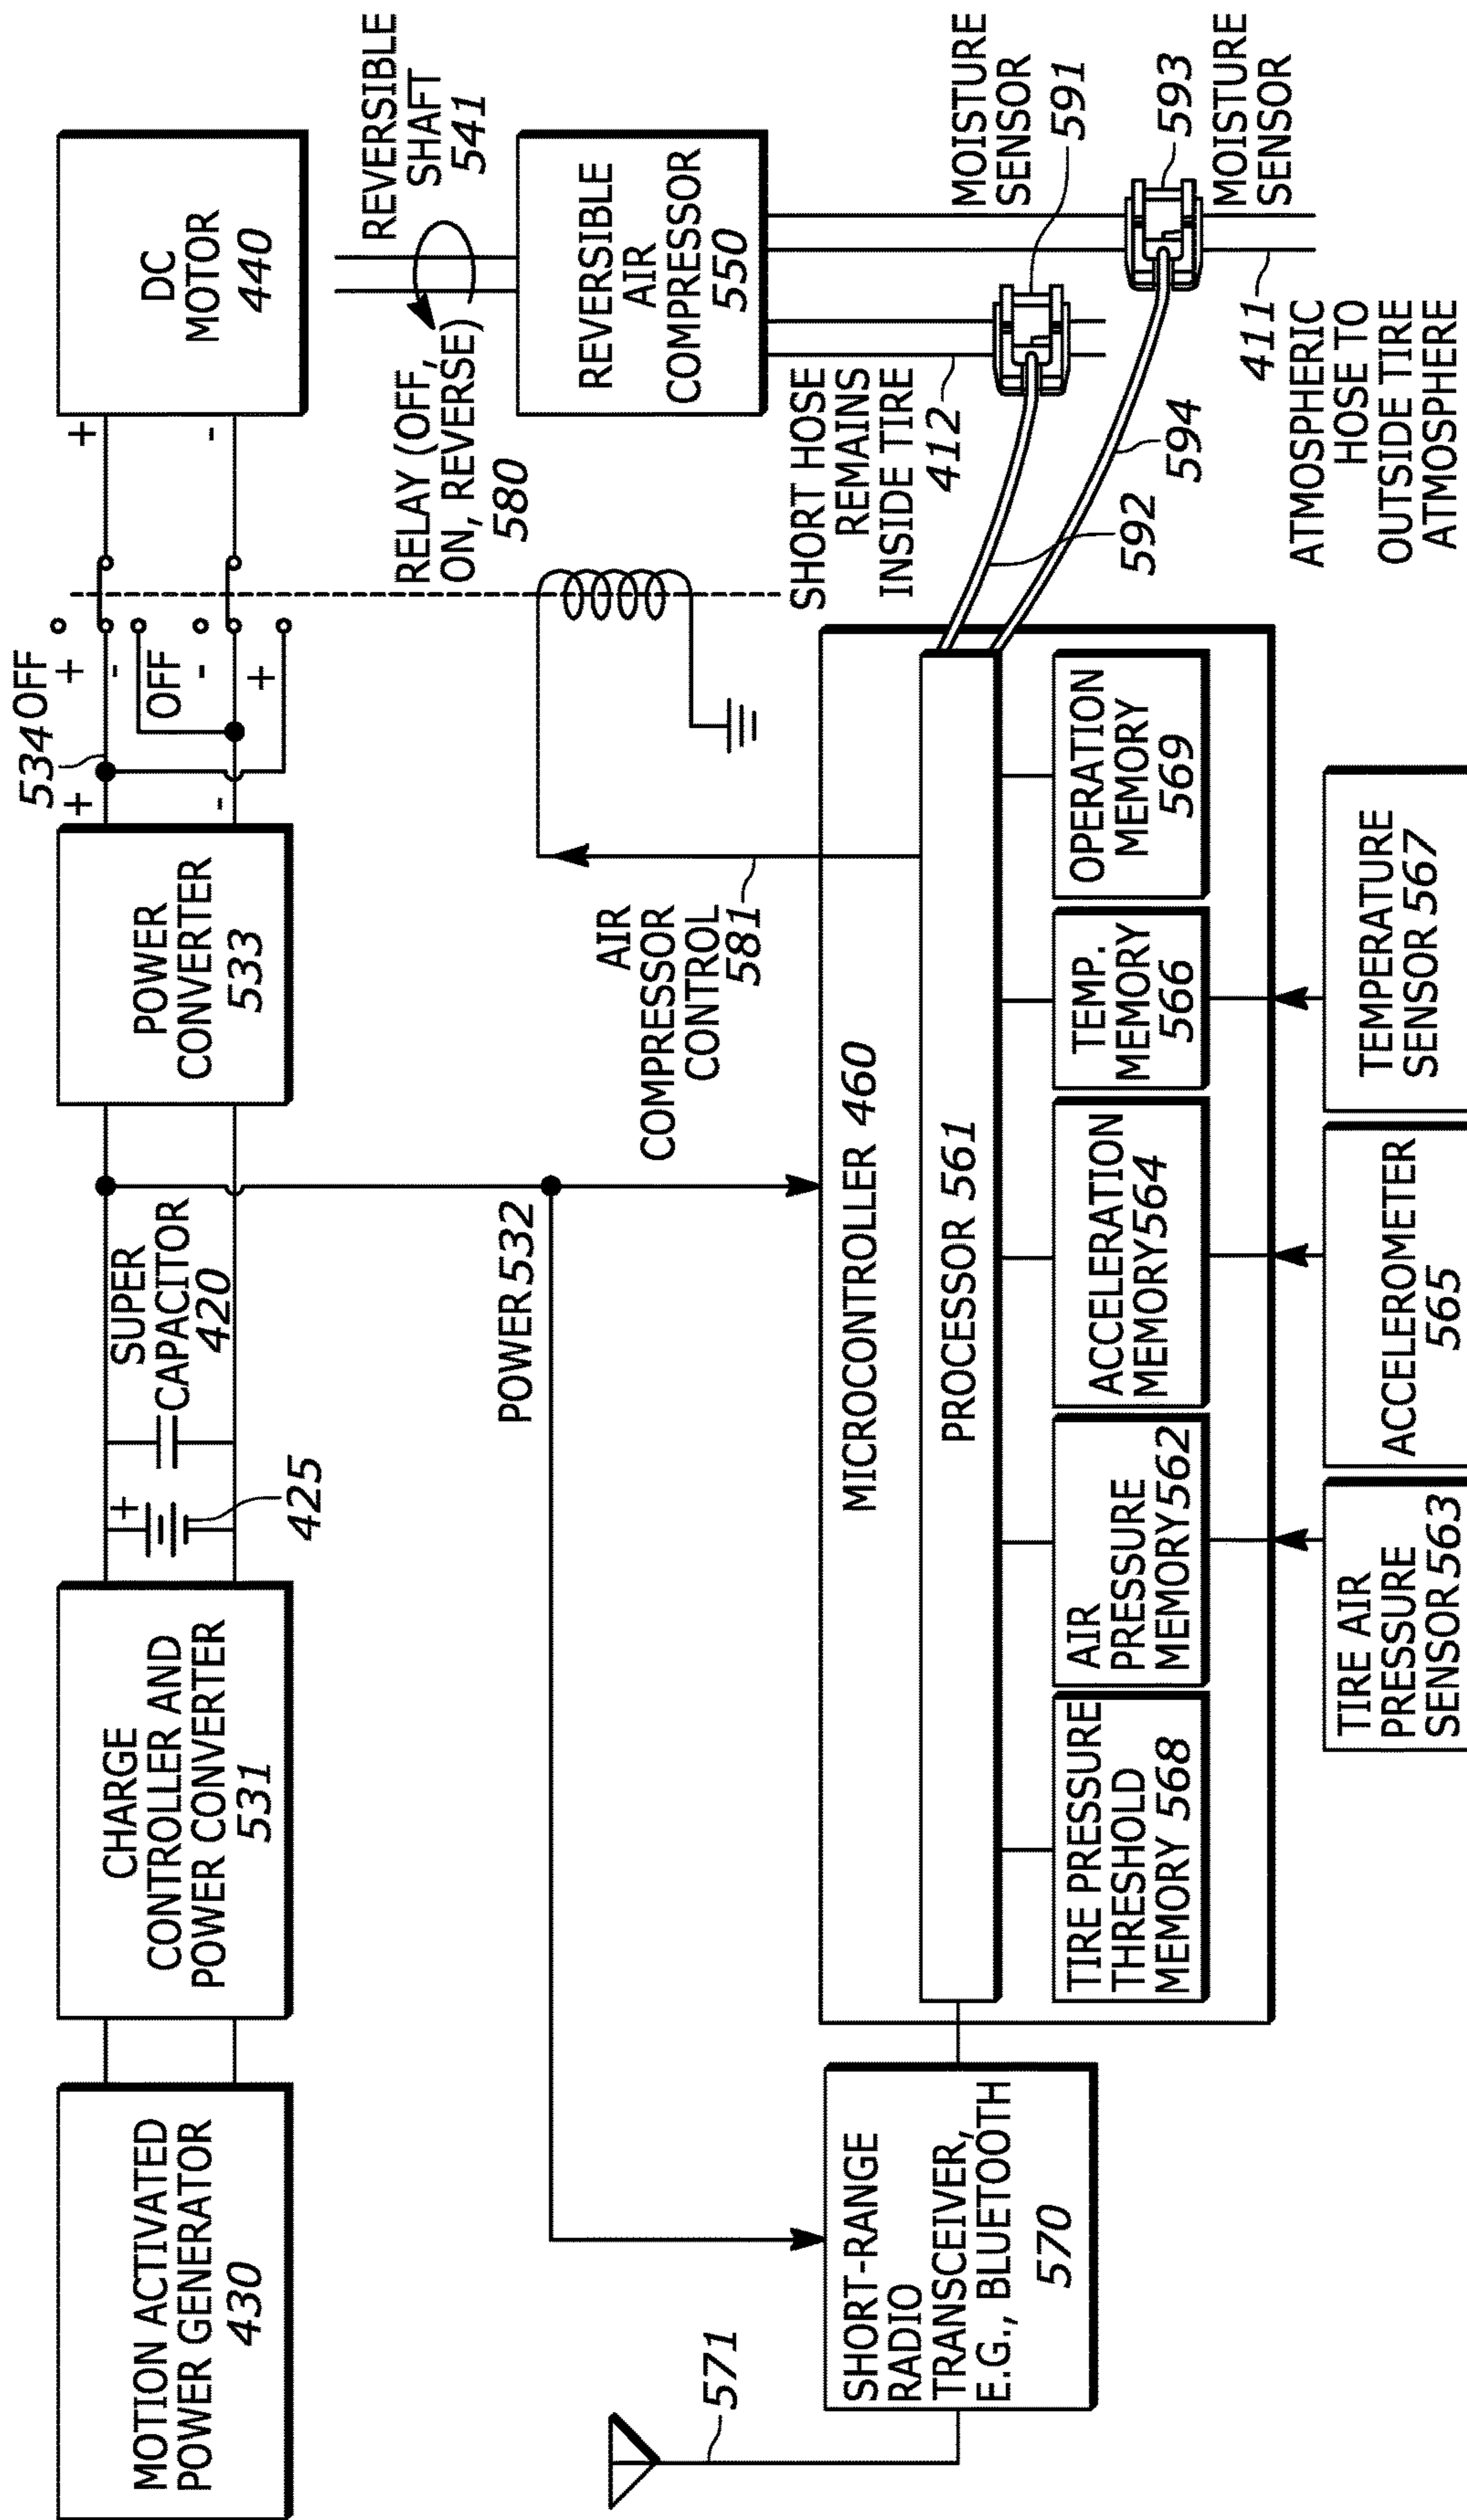 MOTION ACTIVATED
POWER GENERATOR
430
CHARGE
CONTROLLER AND
POWER CONVERTER
531
+
425
SUPER
CAPACITOR
420
POWER
CONVERTER
533
534
+
-
OFF
+
-
OFF
-
+
+
-
DC
MOTOR
440
REVERSIBLE
SHAFT
541
RELAY (OFF,
ON, REVERSE)
580
REVERSIBLE
AIR
COMPRESSOR
550
POWER 532
AIR
COMPRESSOR
CONTROL
581
SHORT HOSE
REMAINS
INSIDE TIRE
412
MOISTURE
SENSOR
591
593
MOISTURE
SENSOR
592
594
411
ATMOSPHERIC
HOSE TO
OUTSIDE TIRE
ATMOSPHERE
571
SHORT-RANGE
RADIO
TRANSCEIVER,
E.G., BLUETOOTH
570
MICROCONTROLLER 460
PROCESSOR 561
TIRE PRESSURE
THRESHOLD
MEMORY 568
AIR
PRESSURE
MEMORY 562
ACCELERATION
MEMORY 564
TEMP.
MEMORY
566
OPERATION
MEMORY
569
TIRE AIR
PRESSURE
SENSOR 563
ACCELEROMETER
565
TEMPERATURE
SENSOR 567